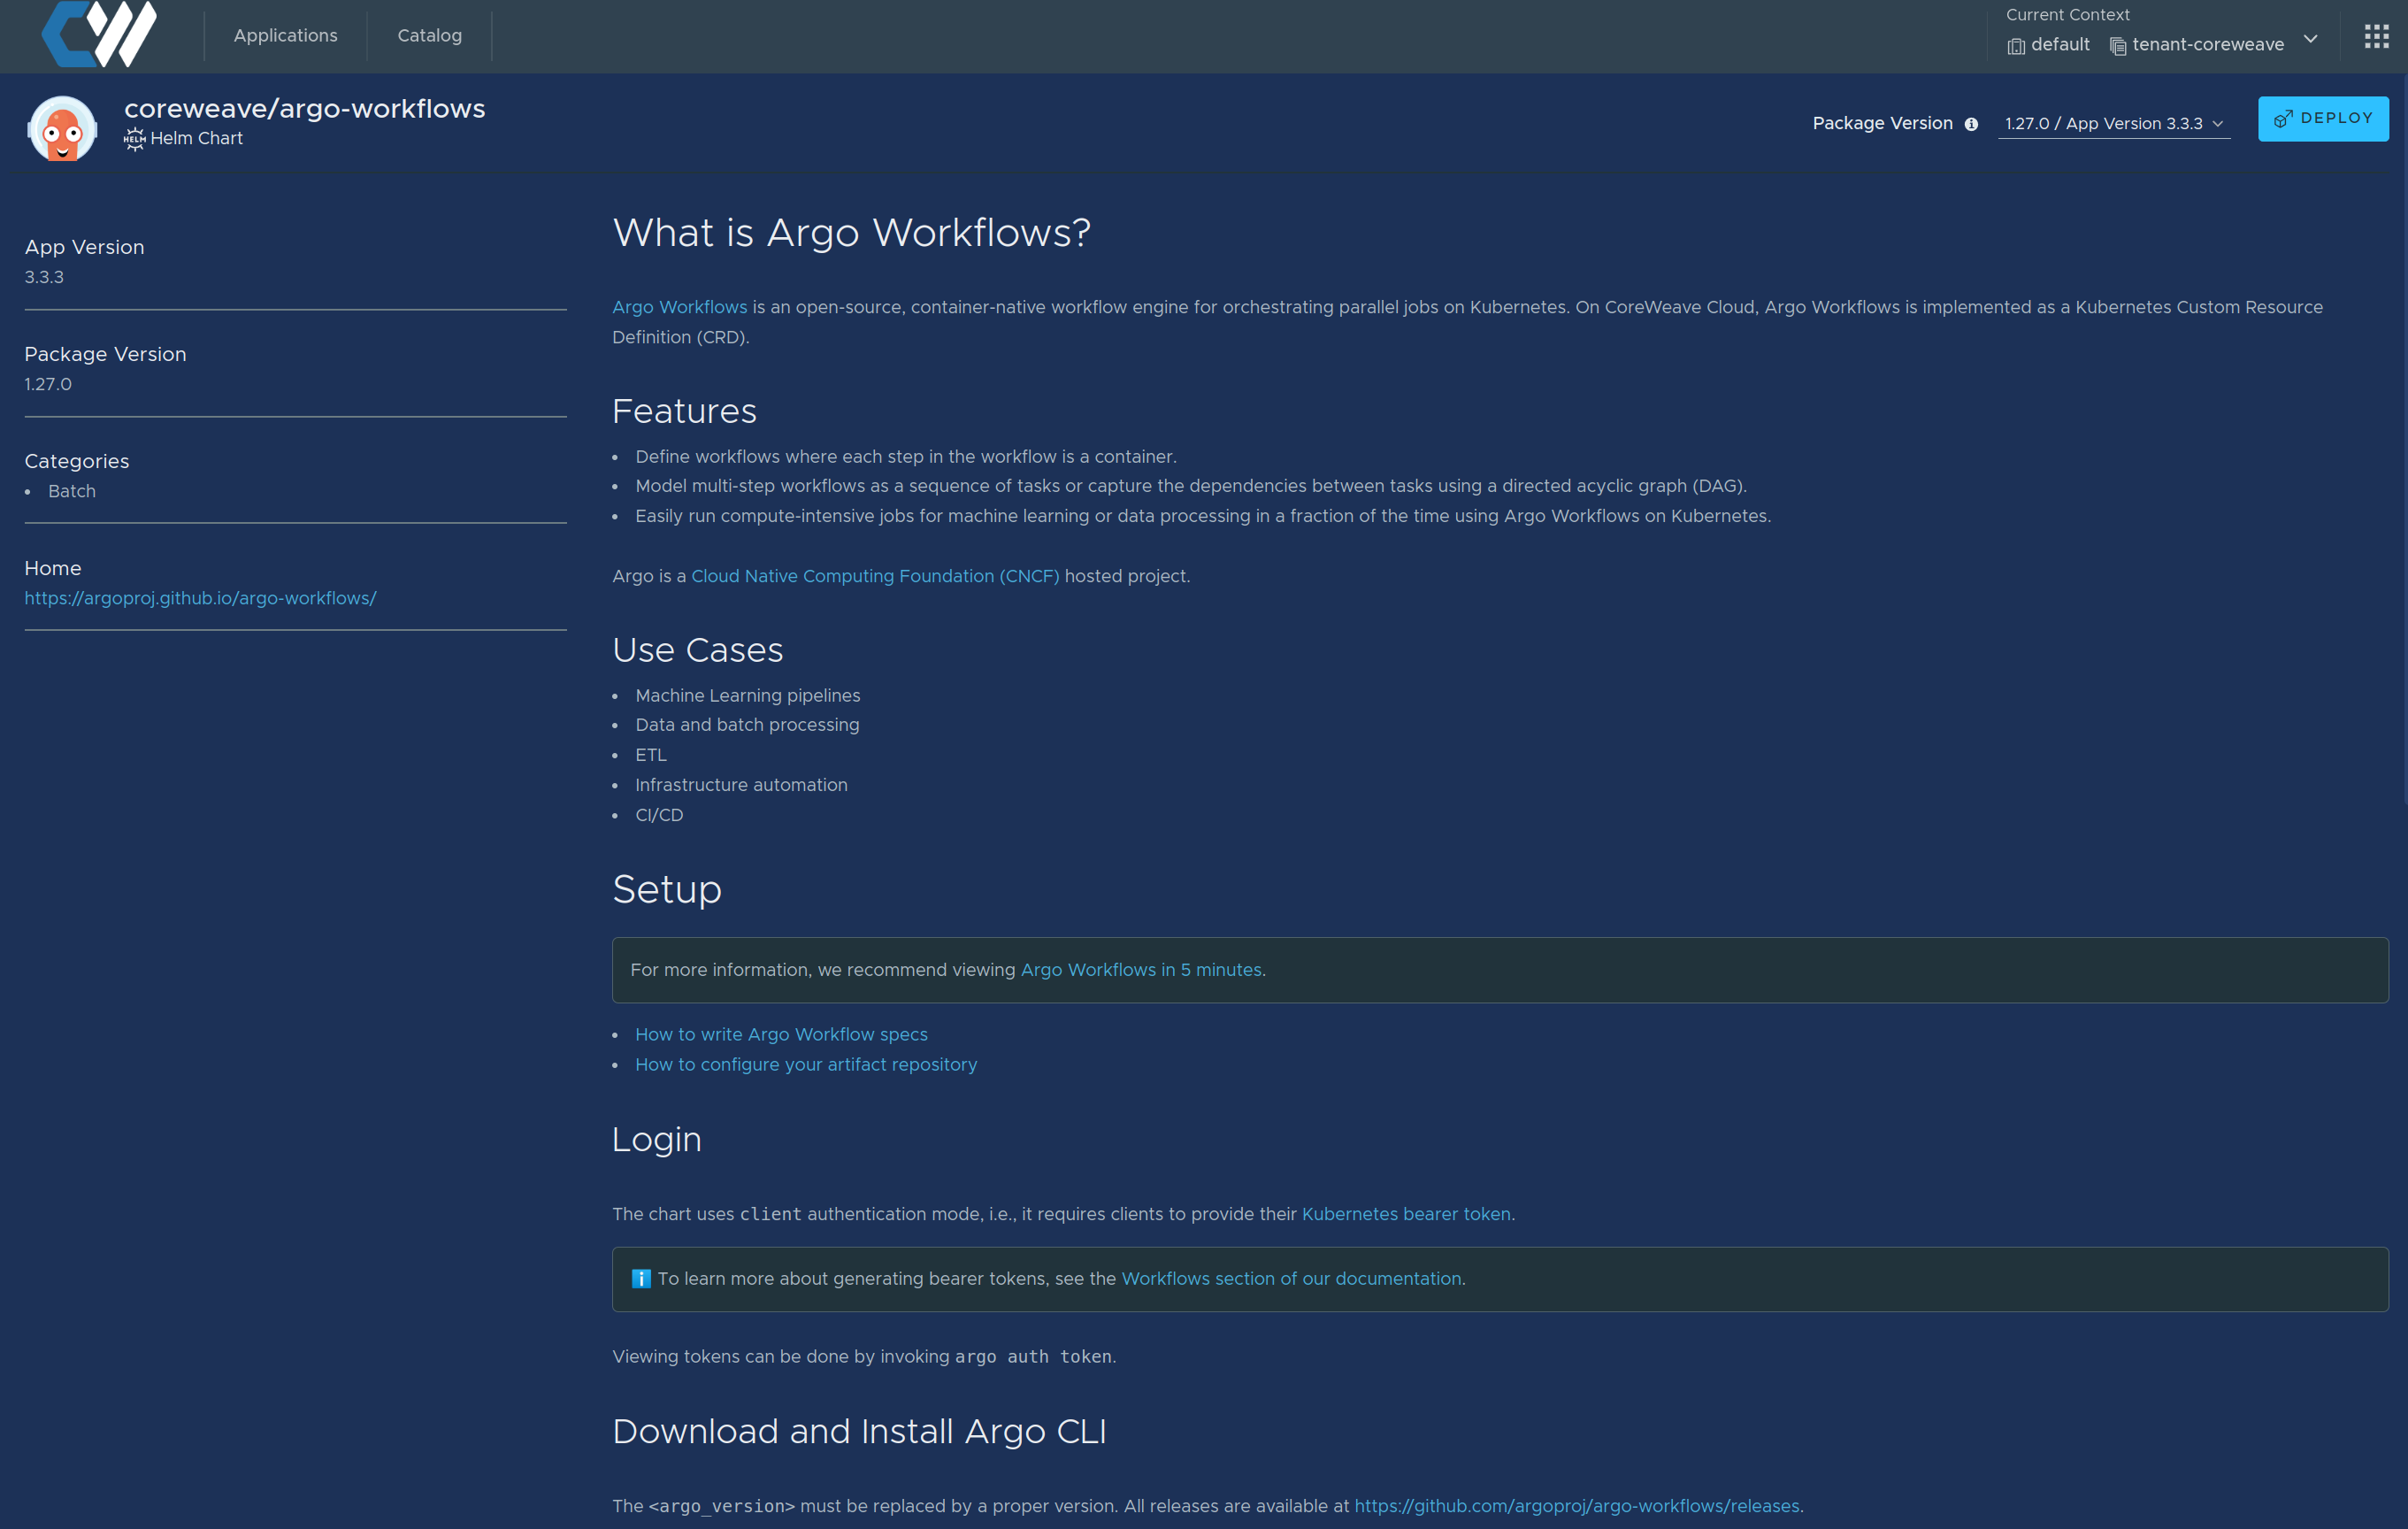 CW
Applications
Catalog
Current Context
default
tenant-coreweave
coreweave/argo-workflows
HELM
Helm Chart
Package Version
1.27.0 / App Version 3.3.3
DEPLOY
App Version
3.3.3
Package Version
1.27.0
Categories
• Batch
Home
https://argoproj.github.io/argo-workflows/
What is Argo Workflows?
Argo Workflows is an open-source, container-native workflow engine for orchestrating parallel jobs on Kubernetes. On CoreWeave Cloud, Argo Workflows is implemented as a Kubernetes Custom Resource
Definition (CRD).
Features
• Define workflows where each step in the workflow is a container.
• Model multi-step workflows as a sequence of tasks or capture the dependencies between tasks using a directed acyclic graph (DAG).
• Easily run compute-intensive jobs for machine learning or data processing in a fraction of the time using Argo Workflows on Kubernetes.
Argo is a Cloud Native Computing Foundation (CNCF) hosted project.
Use Cases
• Machine Learning pipelines
• Data and batch processing
• ETL
• Infrastructure automation
• CI/CD
Setup
For more information, we recommend viewing Argo Workflows in 5 minutes.
• How to write Argo Workflow specs
• How to configure your artifact repository
Login
The chart uses client authentication mode, i.e., it requires clients to provide their Kubernetes bearer token.
ℹ️ To learn more about generating bearer tokens, see the Workflows section of our documentation.
Viewing tokens can be done by invoking argo auth token.
Download and Install Argo CLI
The <argo_version> must be replaced by a proper version. All releases are available at https://github.com/argoproj/argo-workflows/releases.